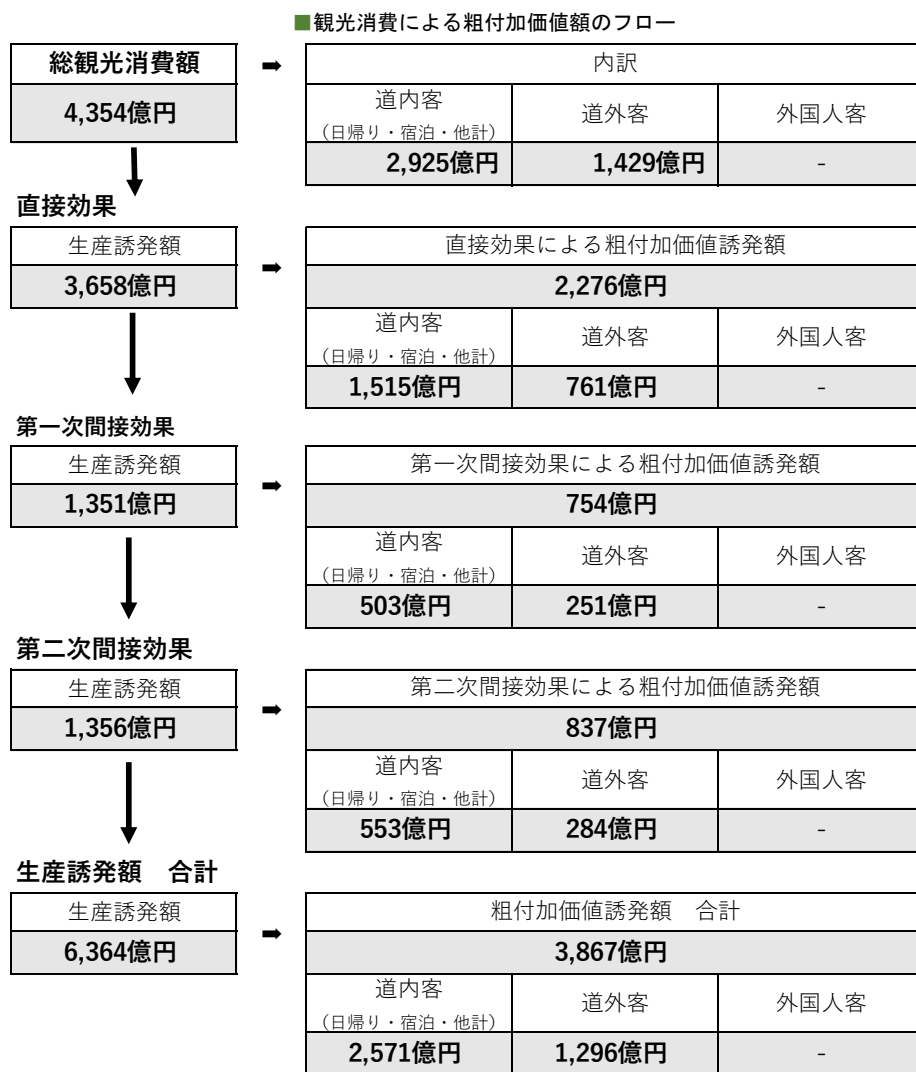 ■観光消費による粗付加価値額のフロー
総観光消費額 ➡ 内訳
4,354億円
道内客 道外客 外国人客
（日帰り・宿泊・他計）
2,925億円 1,429億円 -
直接効果
生産誘発額 ➡ 直接効果による粗付加価値誘発額
3,658億円 2,276億円
道内客 道外客 外国人客
（日帰り・宿泊・他計）
1,515億円 761億円 -
第一次間接効果
生産誘発額 ➡ 第一次間接効果による粗付加価値誘発額
1,351億円 754億円
道内客 道外客 外国人客
（日帰り・宿泊・他計）
503億円 251億円 -
第二次間接効果
生産誘発額 ➡ 第二次間接効果による粗付加価値誘発額
1,356億円 837億円
道内客 道外客 外国人客
（日帰り・宿泊・他計）
553億円 284億円 -
生産誘発額　合計
生産誘発額 ➡ 粗付加価値誘発額　合計
6,364億円 3,867億円
道内客 道外客 外国人客
（日帰り・宿泊・他計）
2,571億円 1,296億円 -